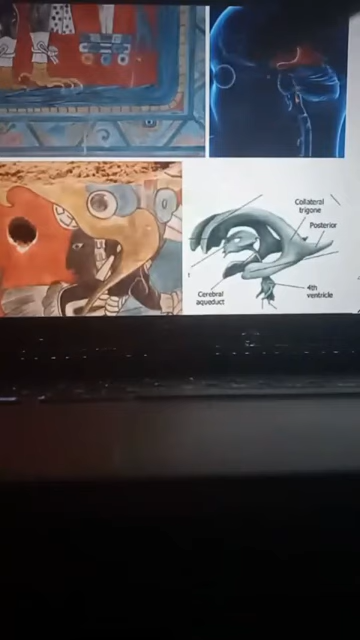 Collateral
trigone
Posterior
Cerebral
aqueduct
4th
ventricle